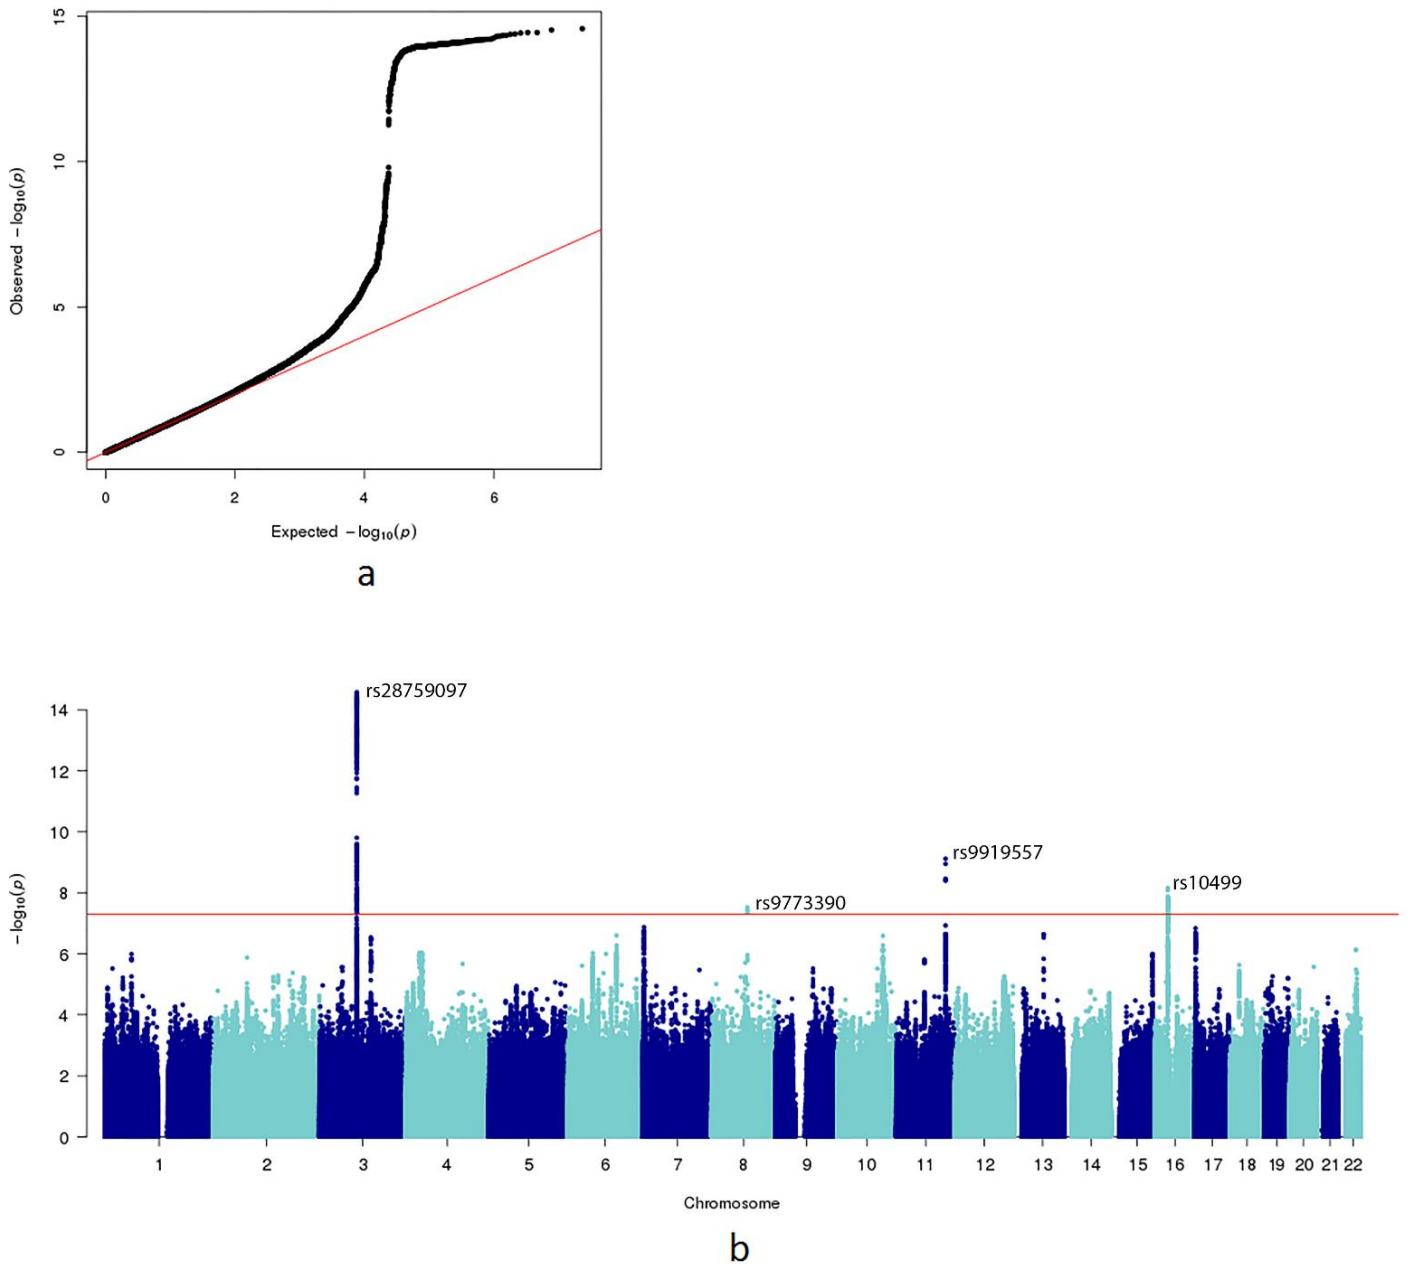 15
10
5
0
Observed −log10(p)
0 2 4 6
Expected −log10(p)
a
14
12
10
8
6
4
2
0
−log10(p)
rs28759097
rs9919557
rs10499
rs9773390
1 2 3 4 5 6 7 8 9 10 11 12 13 14 15 16 17 18 19 20 21 22
Chromosome
b